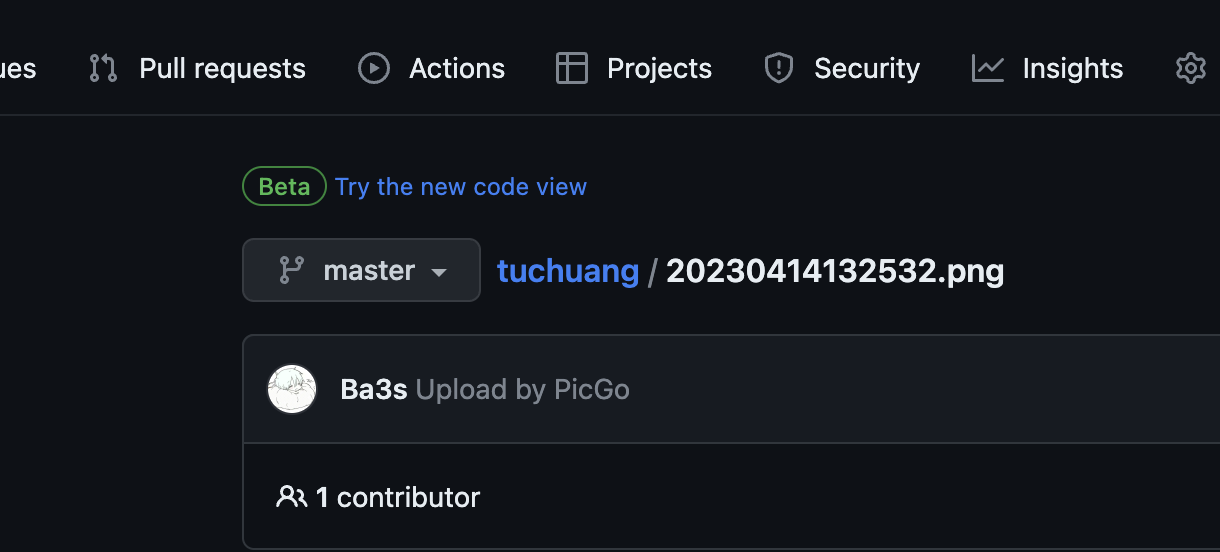 ues Pull requests Actions Projects Security Insights
Beta Try the new code view
master tuchuang / 20230414132532.png
Ba3s Upload by PicGo
1 contributor